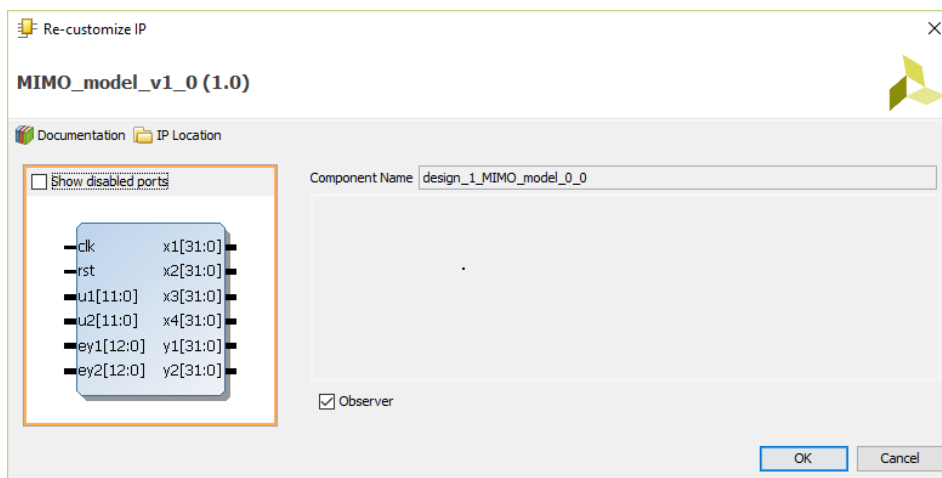 Re-customize IP
MIMO_model_v1_0 (1.0)
Documentation IP Location
Show disabled ports
Component Name design_1_MIMO_model_0_0
clk x1[31:0]
rst x2[31:0]
u1[11:0] x3[31:0]
u2[11:0] x4[31:0]
ey1[12:0] y1[31:0]
ey2[12:0] y2[31:0]
Observer
OK Cancel